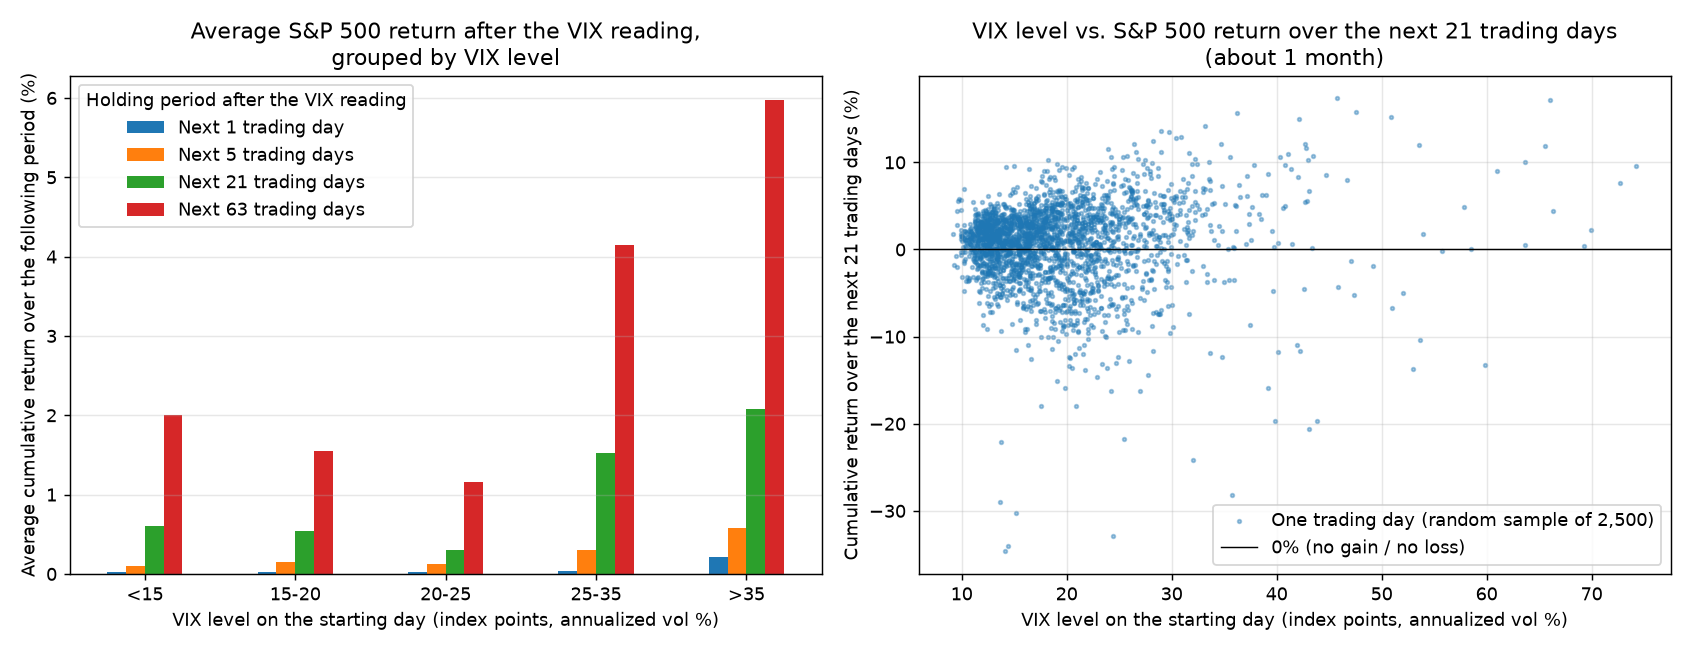 Average S&P 500 return after the VIX reading,
grouped by VIX level
Average cumulative return over the following period (%)
6
5
4
3
2
1
0
Holding period after the VIX reading
Next 1 trading day
Next 5 trading days
Next 21 trading days
Next 63 trading days
<15
15-20
20-25
25-35
>35
VIX level on the starting day (index points, annualized vol %)
VIX level vs. S&P 500 return over the next 21 trading days
(about 1 month)
Cumulative return over the next 21 trading days (%)
10
0
−10
−20
−30
One trading day (random sample of 2,500)
0% (no gain / no loss)
10
20
30
40
50
60
70
VIX level on the starting day (index points, annualized vol %)